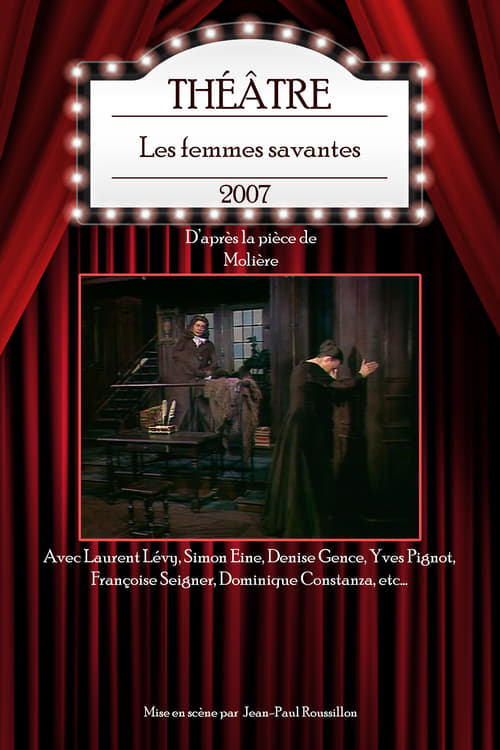 THÉÂTRE
Les femmes savantes
2007
D'après la pièce de
Molière
Avec Laurent Lévy, Simon Eine, Denise Gence, Yves Pignot,
Françoise Seigner, Dominique Constanza, etc...
Mise en scène par Jean-Paul Roussillon